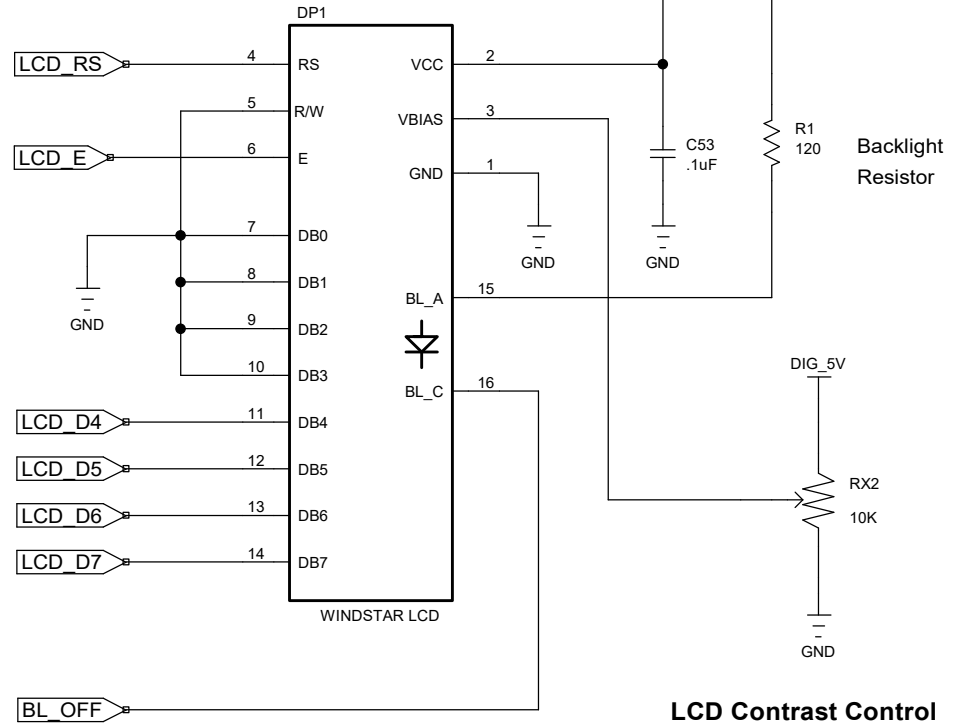 DP1
LCD_RS 4 RS VCC 2
5 R/W VBIAS 3
LCD_E 6 E GND 1
C53
.1uF
R1
120
Backlight
Resistor
7 DB0
GND GND
8 DB1 BL_A 15
GND
9 DB2
10 DB3 BL_C 16
DIG_5V
LCD_D4 11 DB4
LCD_D5 12 DB5
RX2
10K
LCD_D6 13 DB6
LCD_D7 14 DB7
WINDSTAR LCD
GND
BL_OFF
LCD Contrast Control